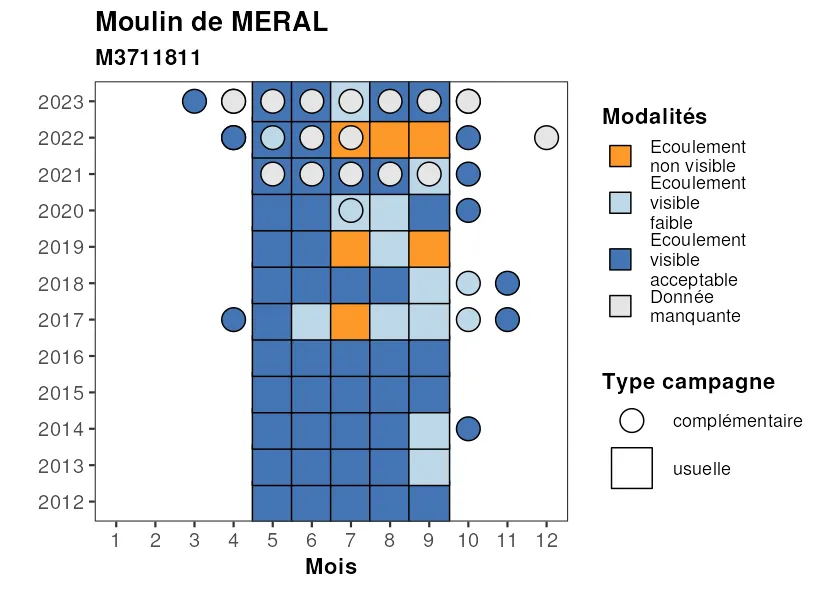 Moulin de MERAL
M3711811
2023
2022
2021
2020
2019
2018
2017
2016
2015
2014
2013
2012
1 2 3 4 5 6 7 8 9 10 11 12
Mois
Modalités
Ecoulement
non visible
Ecoulement
visible
faible
Ecoulement
visible
acceptable
Donnée
manquante
Type campagne
complémentaire
usuelle